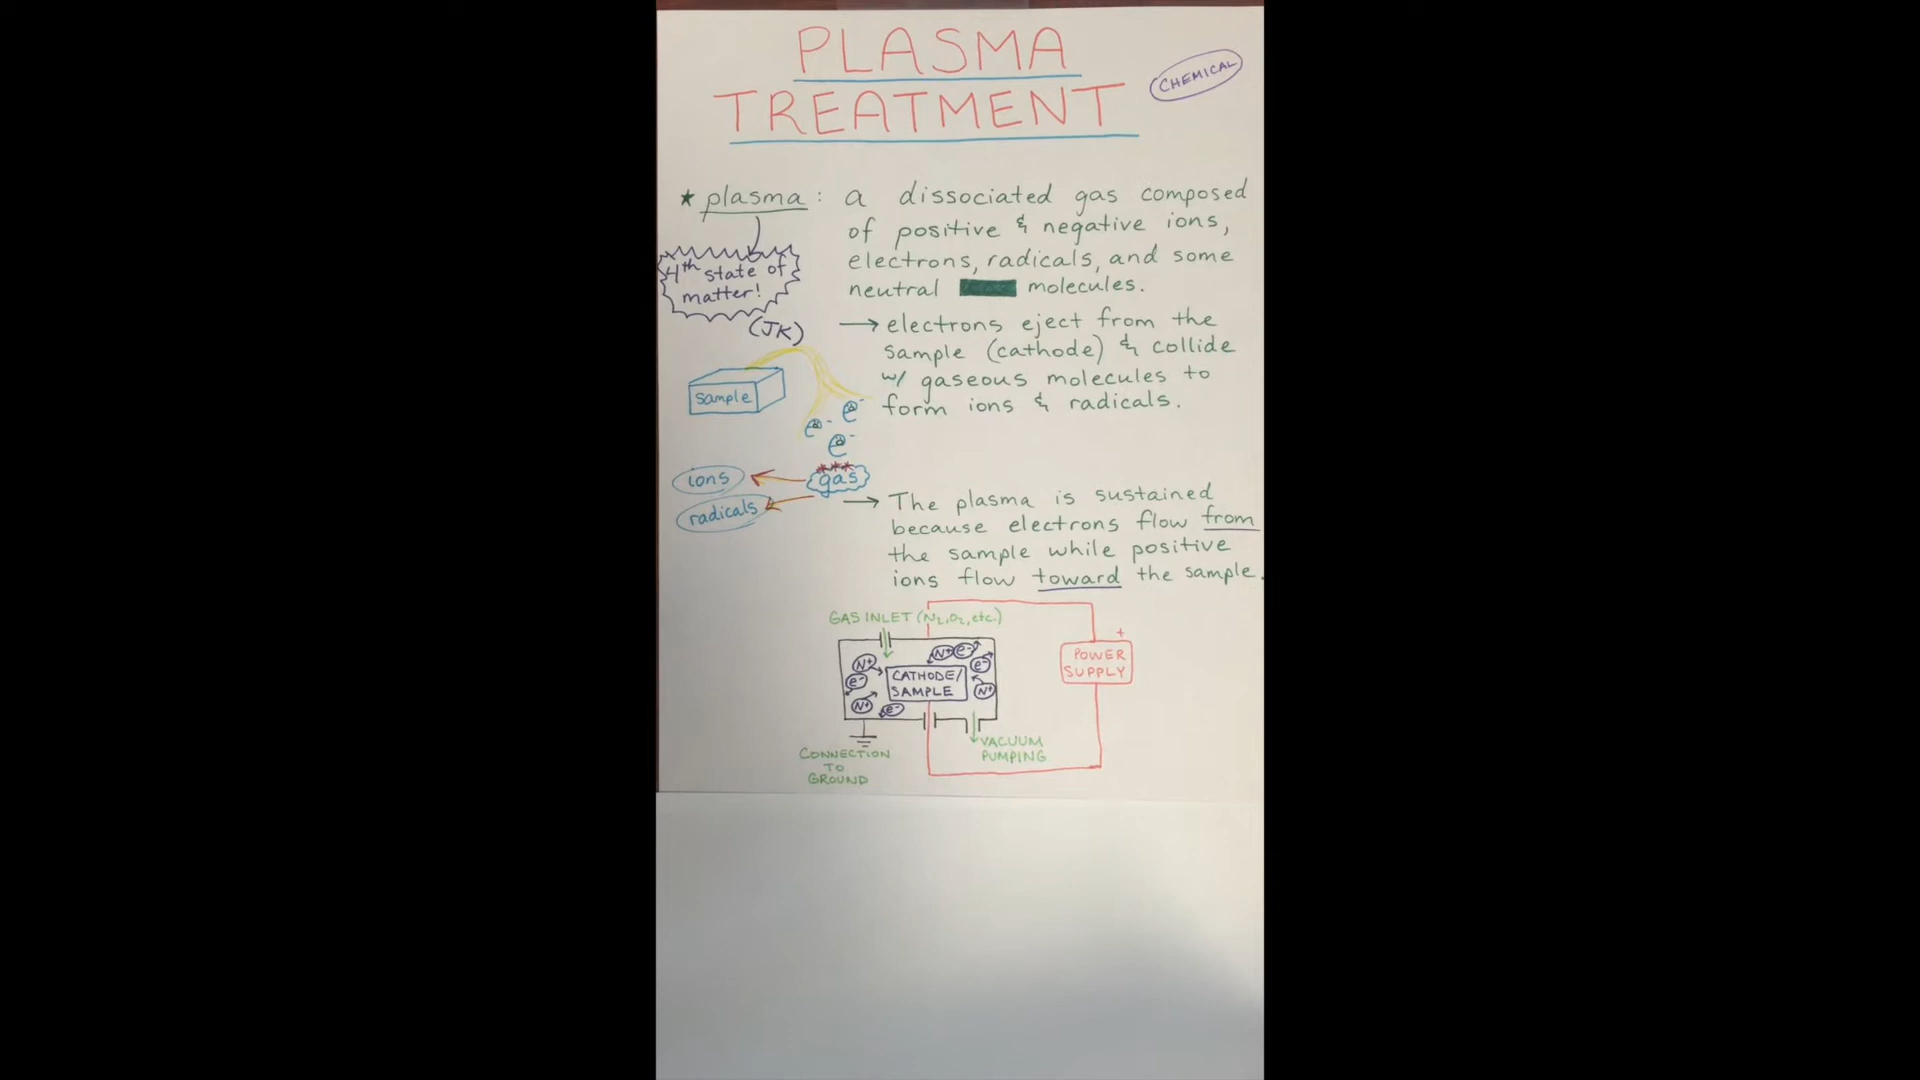 PLASMA
TREATMENT
CHEMICAL
★ plasma: a dissociated gas composed
of positive & negative ions,
electrons, radicals, and some
neutral molecules.
4th state of
matter!
(JK)
→ electrons eject from the
sample (cathode) & collide
w/ gaseous molecules to
form ions & radicals.
sample
e⁻ e⁻
e⁻
gas
ions
radicals
→ The plasma is sustained
because electrons flow from
the sample while positive
ions flow toward the sample.
GAS INLET (N₂, O₂, etc.)
+
POWER
SUPPLY
N⁺ e⁻
N⁺ e⁻
e⁻ N⁺
N⁺ e⁻
CATHODE/
SAMPLE
CONNECTION
TO
GROUND
VACUUM
PUMPING